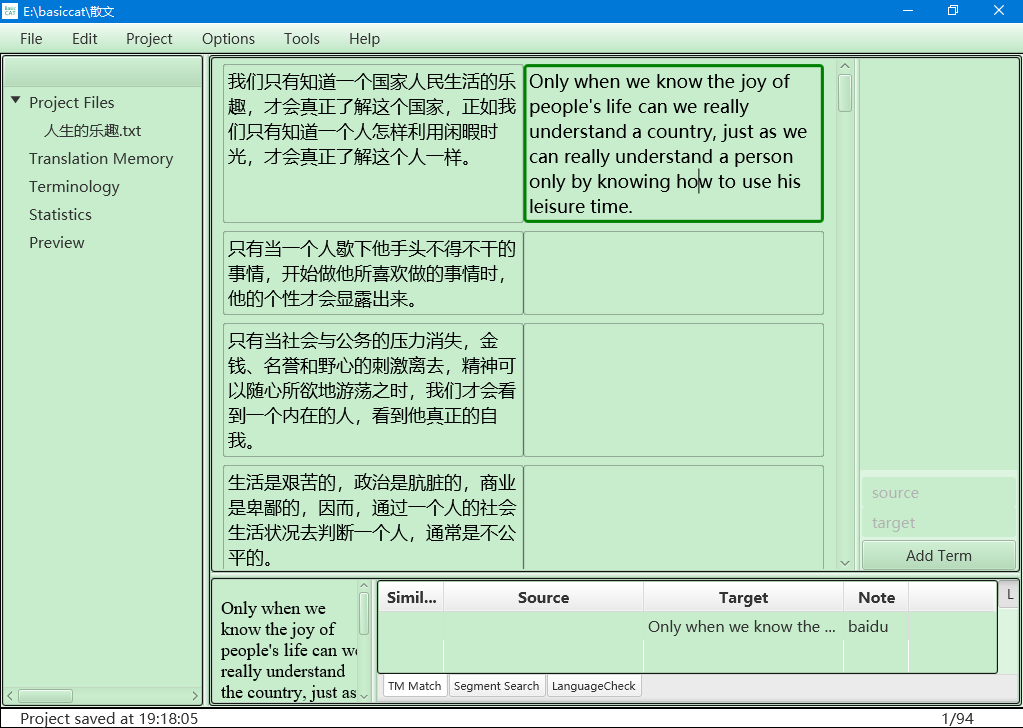 Basic CAT E:\basiccat\散文
File Edit Project Options Tools Help
Project Files
人生的乐趣.txt
Translation Memory
Terminology
Statistics
Preview
我们只有知道一个国家人民生活的乐
趣，才会真正了解这个国家，正如我
们只有知道一个人怎样利用闲暇时
光，才会真正了解这个人一样。
Only when we know the joy of
people's life can we really
understand a country, just as we
can really understand a person
only by knowing how to use his
leisure time.
只有当一个人歇下他手头不得不干的
事情，开始做他所喜欢做的事情时，
他的个性才会显露出来。
只有当社会与公务的压力消失，金
钱、名誉和野心的刺激离去，精神可
以随心所欲地游荡之时，我们才会看
到一个内在的人，看到他真正的自
我。
生活是艰苦的，政治是肮脏的，商业
是卑鄙的，因而，通过一个人的社会
生活状况去判断一个人，通常是不公
平的。
source
target
Add Term
Only when we
know the joy of
people's life can we
really understand
the country, just as
Simil... Source Target Note
Only when we know the ... baidu
TM Match Segment Search LanguageCheck
L
Project saved at 19:18:05 1/94